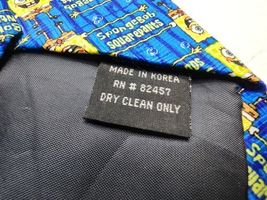 Spongebob
Squarepants
MADE IN KOREA
RN # 82457
DRY CLEAN ONLY